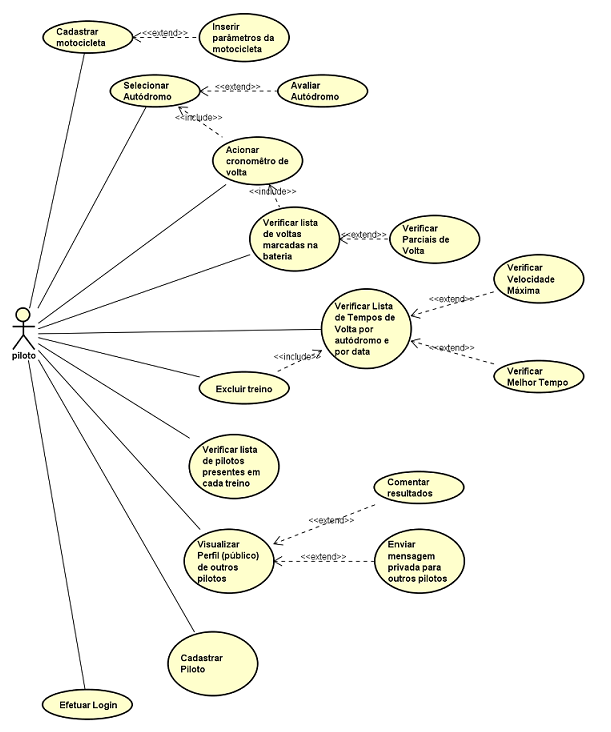 Cadastrar
motocicleta
<<extend>>
Inserir
parâmetros da
motocicleta
Selecionar
Autódromo
<<extend>>
Avaliar
Autódromo
<<include>>
Acionar
cronomêtro de
volta
<<include>>
Verificar lista
de voltas
marcadas na
bateria
<<extend>>
Verificar
Parciais de
Volta
Verificar
Velocidade
Máxima
<<extend>>
Verificar Lista
de Tempos de
Volta por
autódromo e
por data
<<extend>>
Verificar
Melhor Tempo
piloto
<<include>>
Excluir treino
Verificar lista
de pilotos
presentes em
cada treino
Comentar
resultados
<<extend>>
Visualizar
Perfil (público)
de outros
pilotos
<<extend>>
Enviar
mensagem
privada para
outros pilotos
Cadastrar
Piloto
Efetuar Login